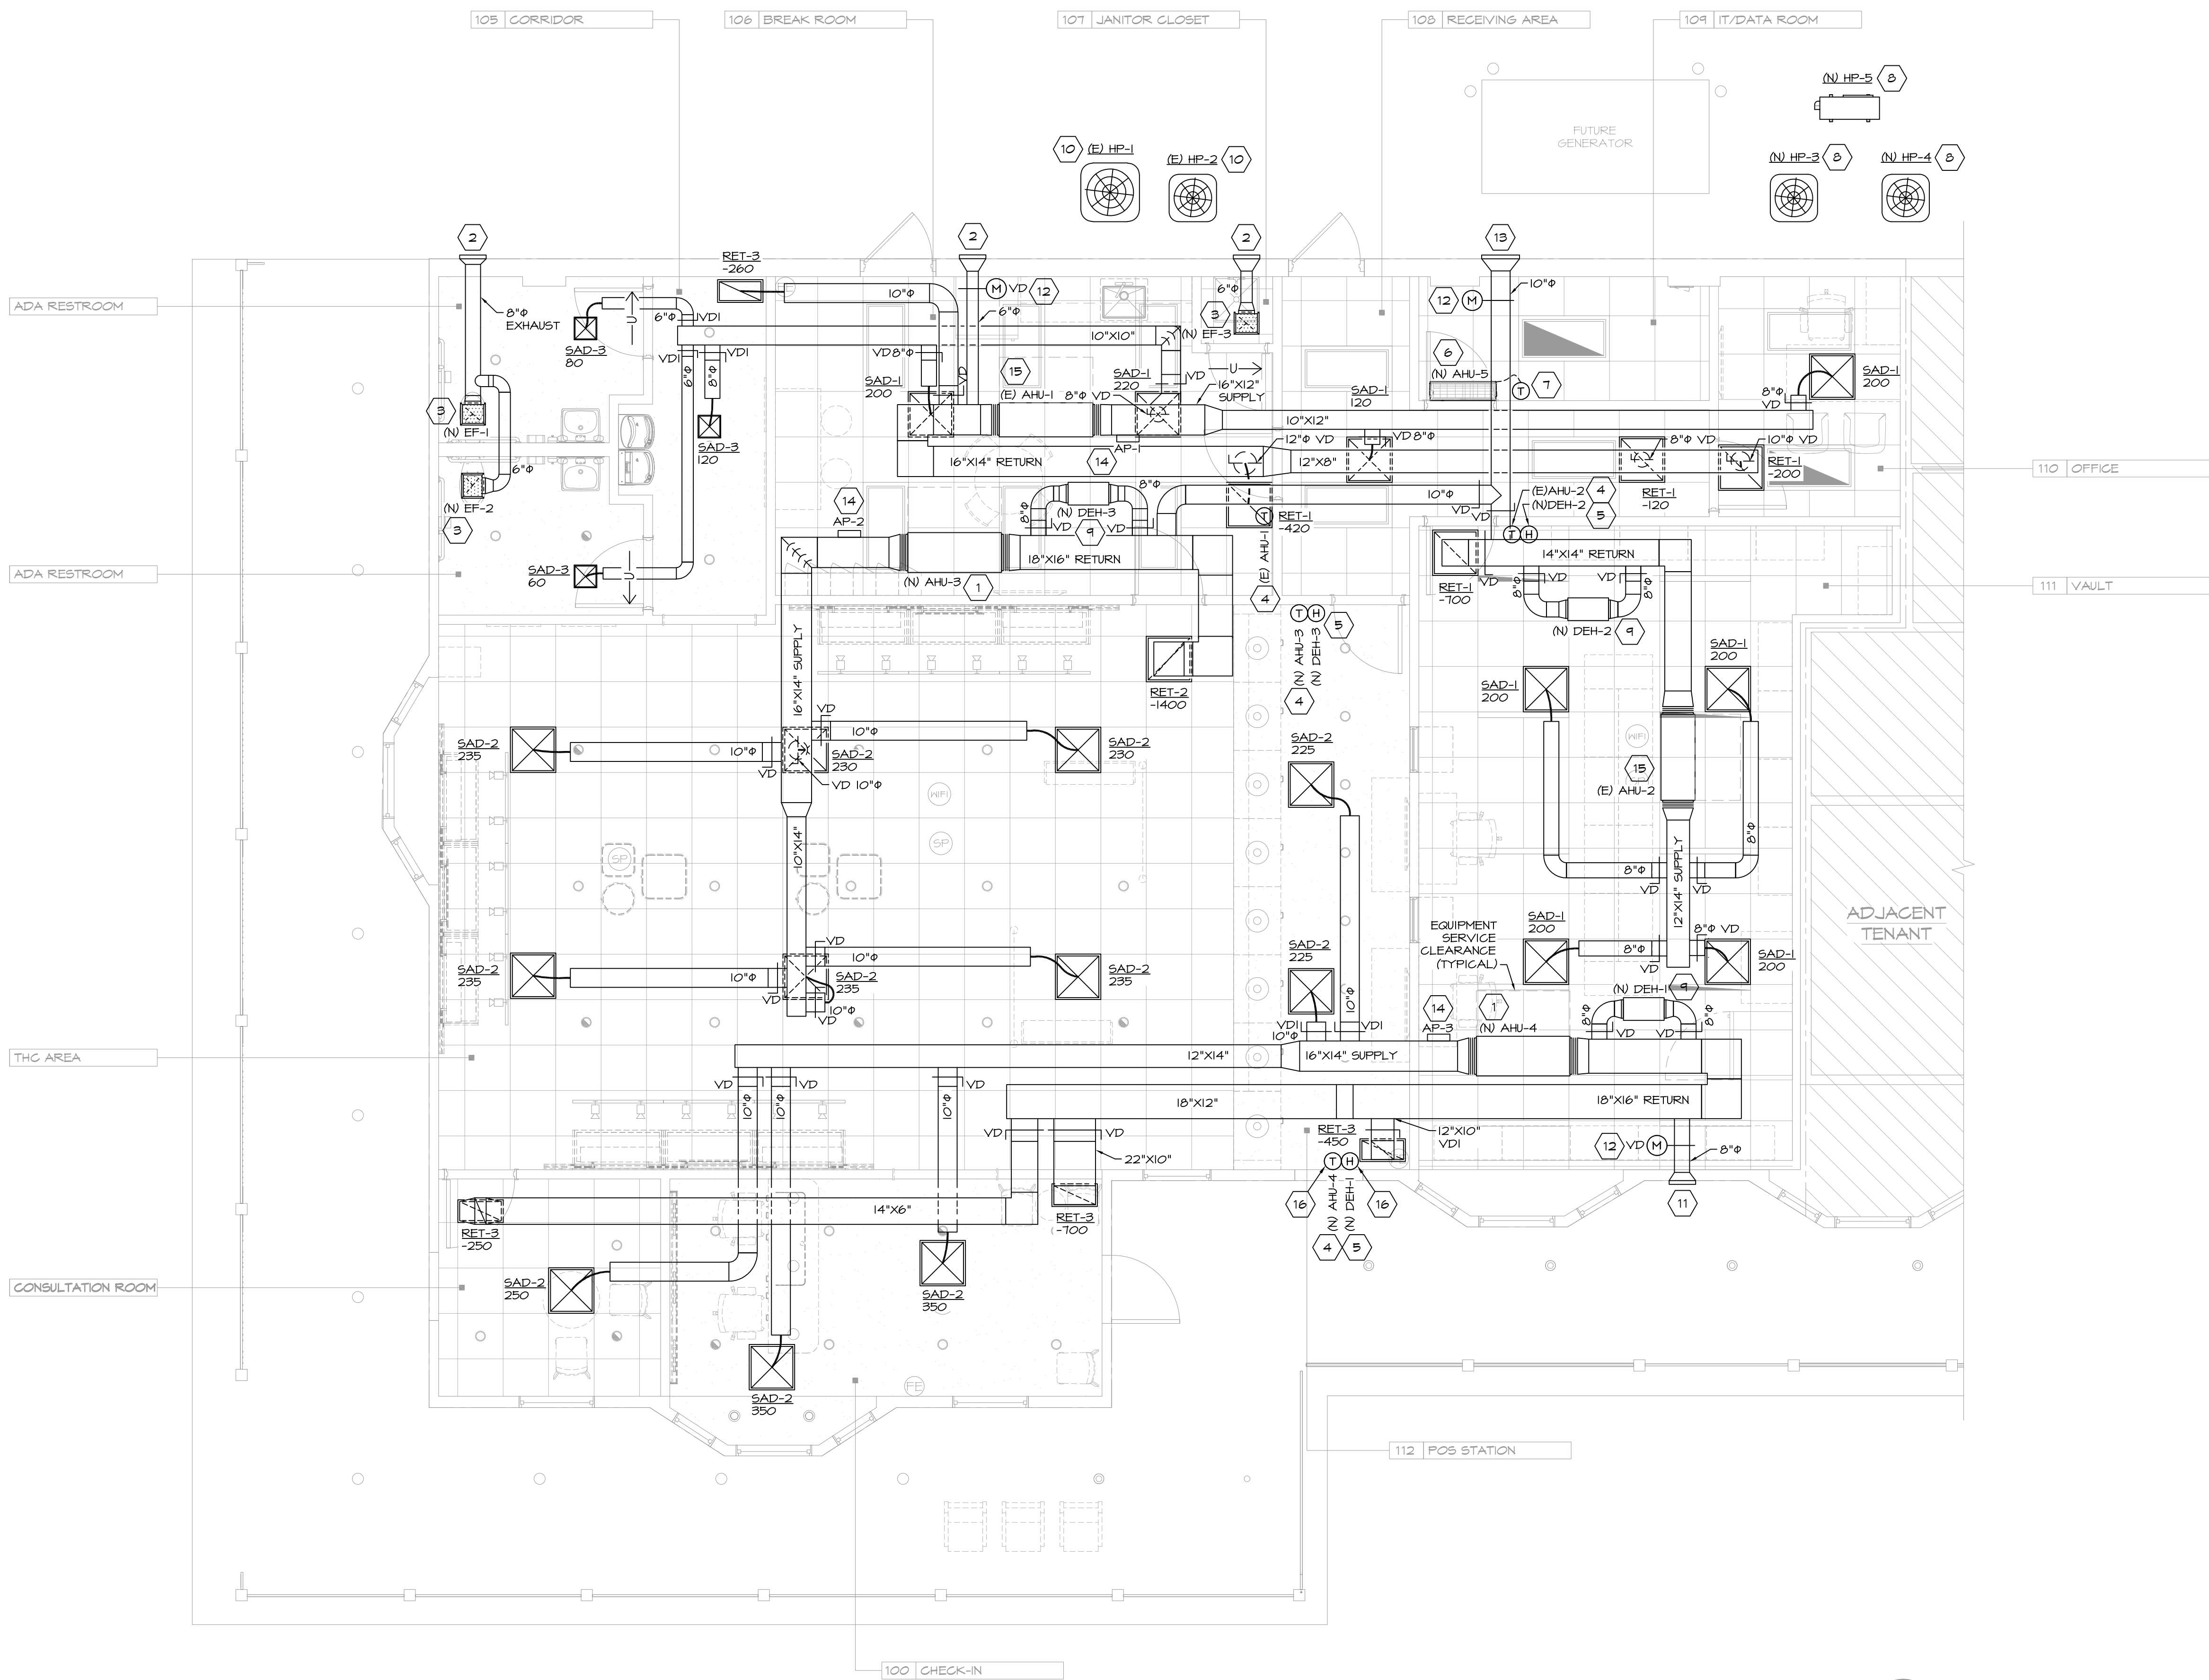 105 CORRIDOR
106 BREAK ROOM
107 JANITOR CLOSET
108 RECEIVING AREA
109 IT/DATA ROOM
(N) HP-5 8
FUTURE
GENERATOR
10 (E) HP-1
(E) HP-2 10
(N) HP-3 8
(N) HP-4 8
2
2
2
13
RET-3
-260
ADA RESTROOM
8"Φ
EXHAUST
10"Φ
M VD 12
6"Φ
6"Φ
12 M
10"Φ
6"Φ
VDI
U
3
(N) EF-3
10"X10"
SAD-3
80
VDI
VDI
6"Φ
8"Φ
VD 8"Φ
VD
15
SAD-1
220
VD
U
16"X12"
SUPPLY
6
(N) AHU-5
T 7
SAD-1
200
SAD-1
200
(E) AHU-1
8"Φ VD
SAD-1
120
8"Φ
VD
3
(N) EF-1
SAD-3
120
10"X12"
AP-1
VD 8"Φ
16"X14" RETURN
14
12"Φ VD
12"X8"
8"Φ VD
10"Φ VD
RET-1
-200
6"Φ
110 OFFICE
(N) EF-2
3
14
AP-2
8"Φ
8"Φ
(N) DEH-3
VD
9
VD
T
RET-1
-420
10"Φ
VD
VD
RET-1
-120
(E)AHU-2 4
(N)DEH-2 5
T H
18"X16" RETURN
14"X14" RETURN
ADA RESTROOM
SAD-3
60
U
(N) AHU-3
1
(E) AHU-1
4
RET-1
-700
VD
8"Φ
VD
VD
8"Φ
(N) DEH-2 9
111 VAULT
T H 5
(N) AHU-3
(N) DEH-3
4
16"X14" SUPPLY
RET-2
-1400
SAD-1
200
SAD-1
200
VD
10"Φ
SAD-2
235
10"Φ
VD
SAD-2
230
VD 10"Φ
SAD-2
230
SAD-2
225
WIFI
WIFI
15
(E) AHU-2
10"X14"
SP
SP
8"Φ
8"Φ
VD
VD
12"X14" SUPPLY
ADJACENT
TENANT
EQUIPMENT
SERVICE
CLEARANCE
(TYPICAL)
SAD-1
200
8"Φ VD
8"Φ
VD
SAD-1
200
VD
10"Φ
SAD-2
235
10"Φ
VD
SAD-2
235
10"Φ
VD
SAD-2
235
SAD-2
225
10"Φ
(N) DEH-1 9
8"Φ
VD
VD
8"Φ
VDI
10"Φ
VDI
14
AP-3
1
(N) AHU-4
THC AREA
12"X14"
16"X14" SUPPLY
VD
VD
VD
10"Φ
10"Φ
10"Φ
18"X12"
18"X16" RETURN
VD
VD
RET-3
-450
12"X10"
VDI
12 VD M
8"Φ
22"X10"
T H
16
16
(N) AHU-4
(N) DEH-1
4 5
11
14"X6"
RET-3
-250
RET-3
-700
CONSULTATION ROOM
SAD-2
250
SAD-2
350
FE
SAD-2
350
112 POS STATION
100 CHECK-IN